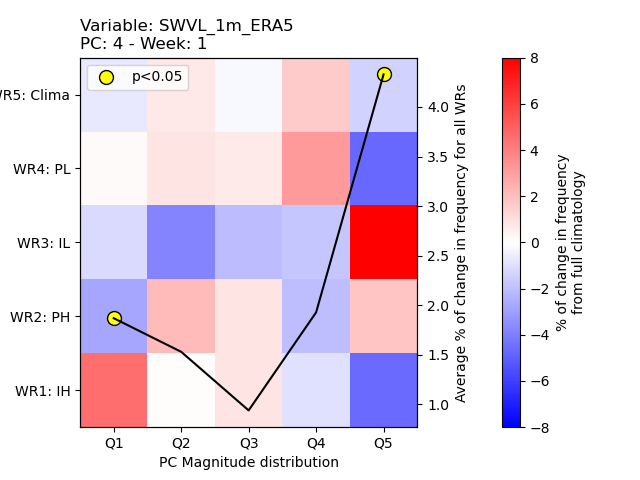 Variable: SWVL_1m_ERA5
PC: 4 - Week: 1
p<0.05
WR5: Clima
WR4: PL
WR3: IL
WR2: PH
WR1: IH
Q1 Q2 Q3 Q4 Q5
PC Magnitude distribution
4.0
3.5
3.0
2.5
2.0
1.5
1.0
Average % of change in frequency for all WRs
8
6
4
2
0
−2
−4
−6
−8
% of change in frequency
from full climatology